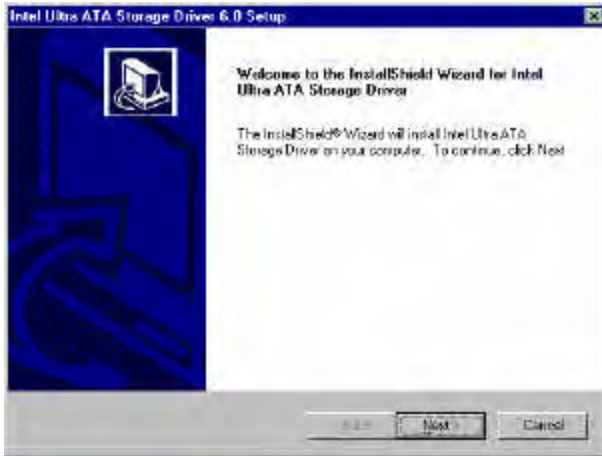 Intel Ultra ATA Storage Driver 6.0 Setup
Welcome to the InstallShield Wizard for Intel
Ultra ATA Storage Driver
The InstallShield® Wizard will install Intel Ultra ATA
Storage Driver on your computer. To continue, click Next
Next >
Cancel